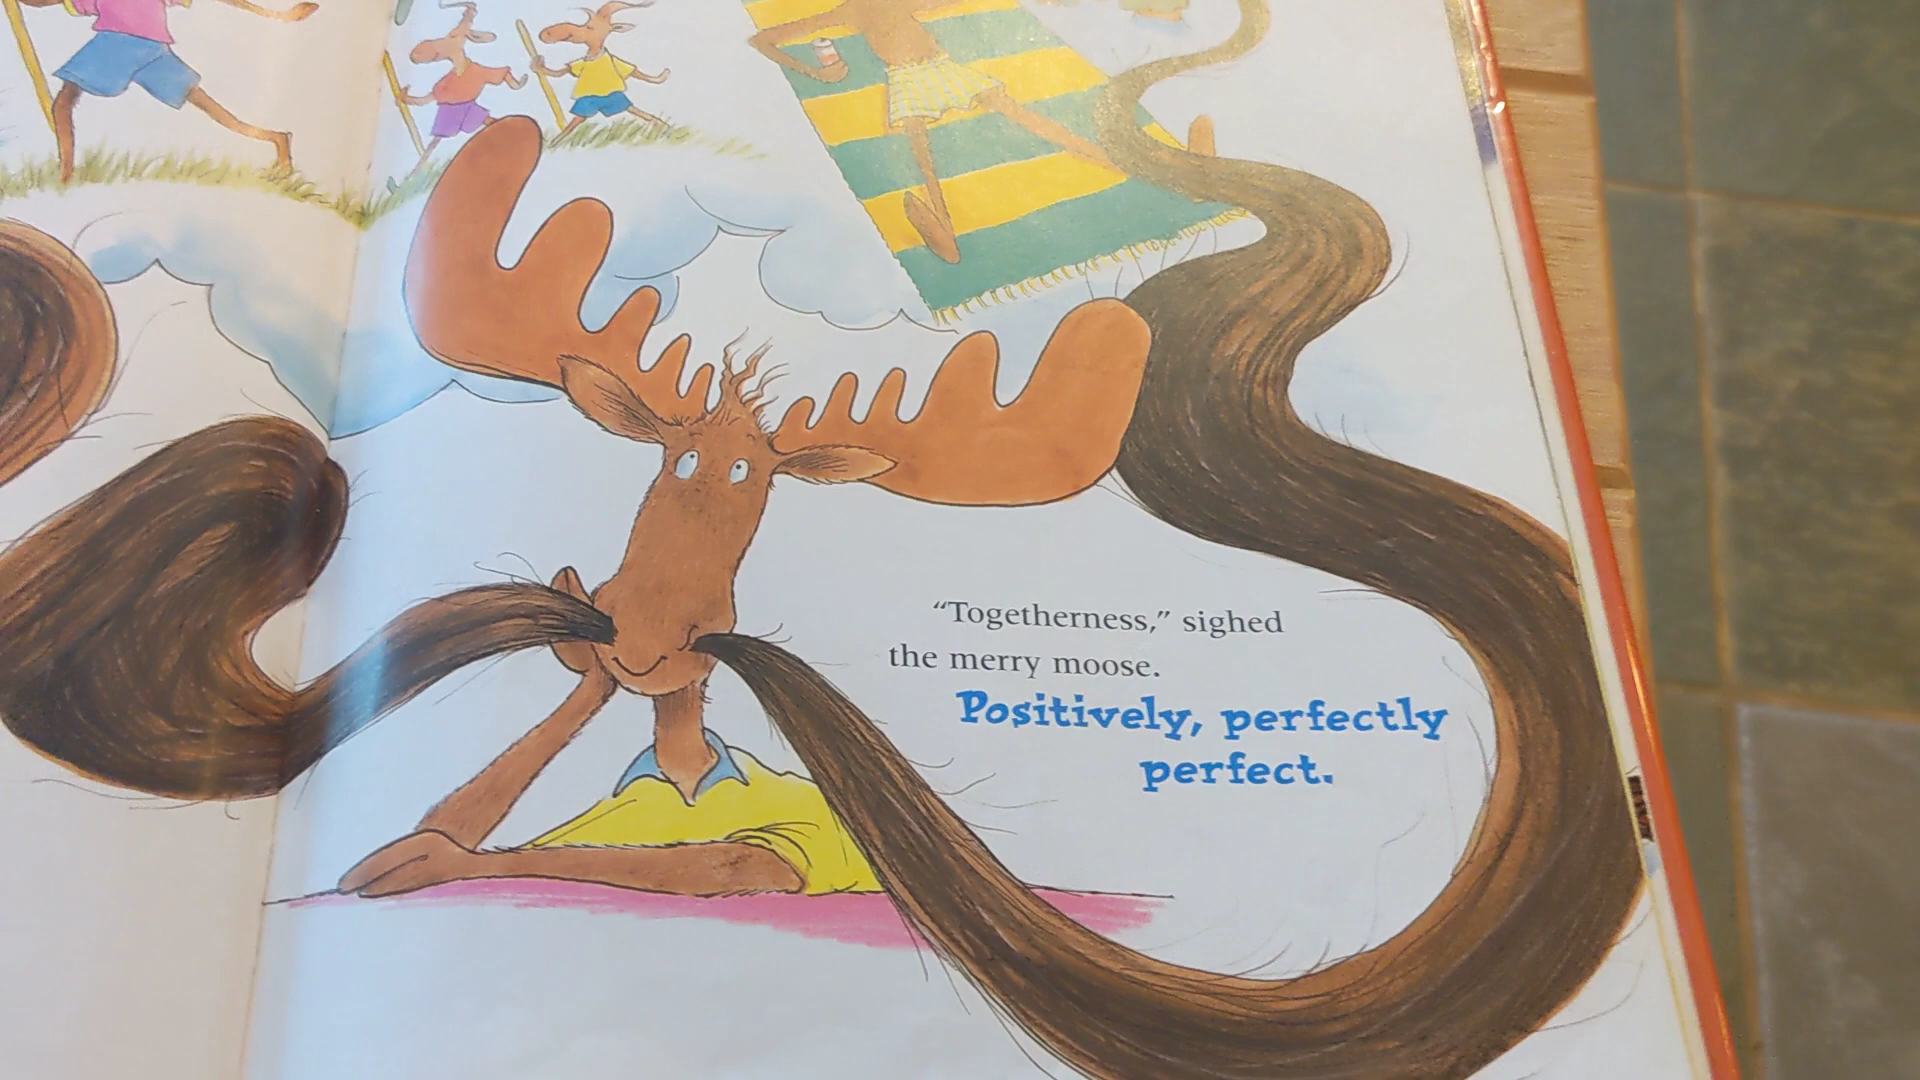 “Togetherness,” sighed
the merry moose.
Positively, perfectly
perfect.